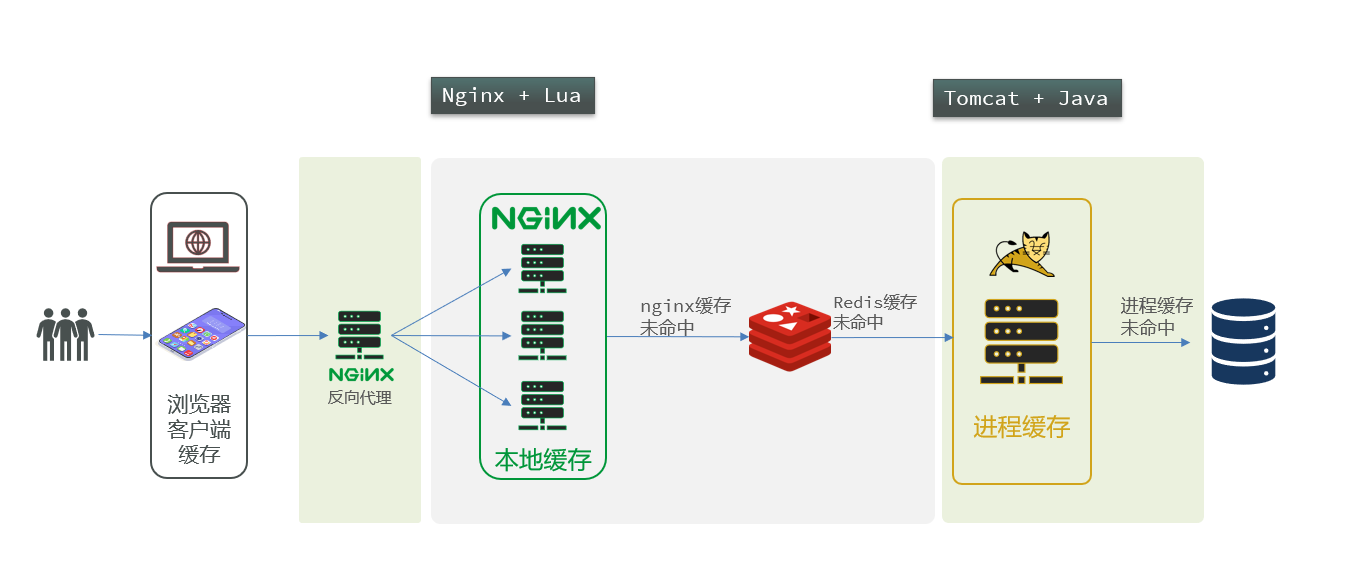 Nginx + Lua
Tomcat + Java
浏览器
客户端
缓存
NGINX
反向代理
NGINX
本地缓存
nginx缓存
未命中
Redis缓存
未命中
进程缓存
进程缓存
未命中